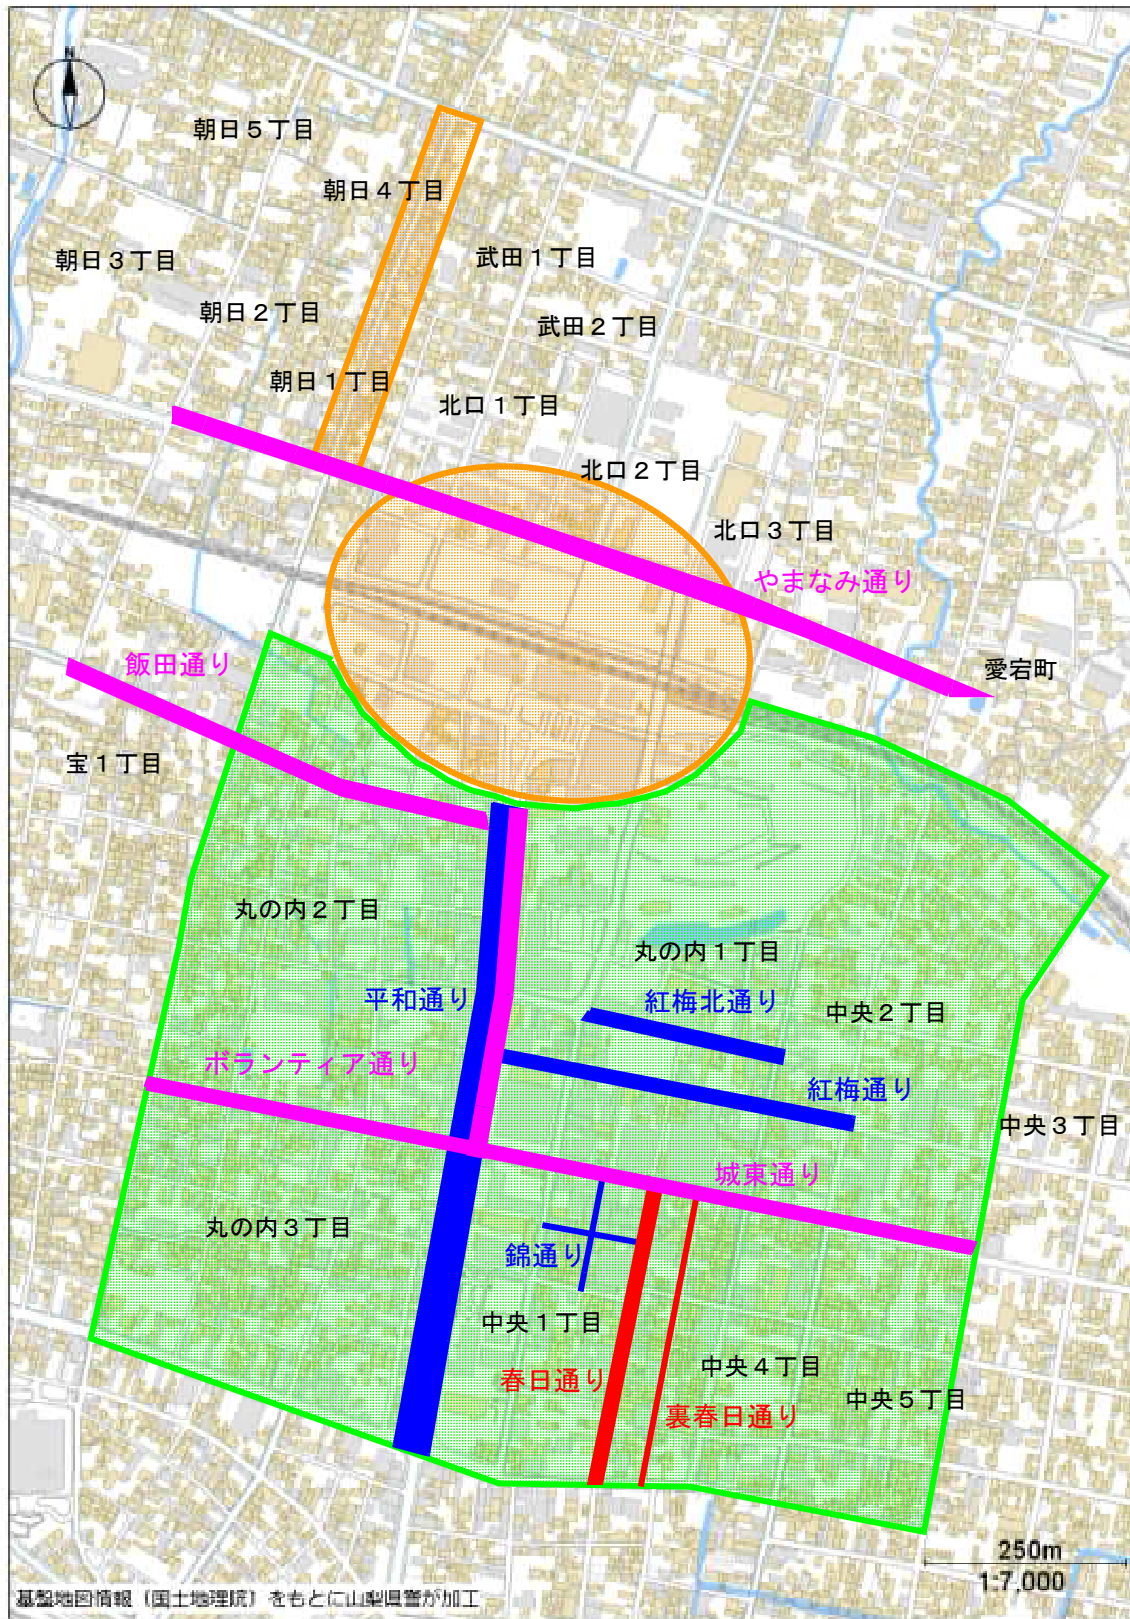 N
朝日５丁目
朝日４丁目
朝日３丁目
武田１丁目
朝日２丁目
武田２丁目
朝日１丁目
北口１丁目
北口２丁目
北口３丁目
やまなみ通り
飯田通り
愛宕町
宝１丁目
丸の内２丁目
丸の内１丁目
平和通り
紅梅北通り
中央２丁目
ボランティア通り
紅梅通り
中央３丁目
城東通り
丸の内３丁目
錦通り
中央１丁目
春日通り
中央４丁目
中央５丁目
裏春日通り
250m
1:7,000
基盤地図情報（国土地理院）をもとに山梨県警が加工